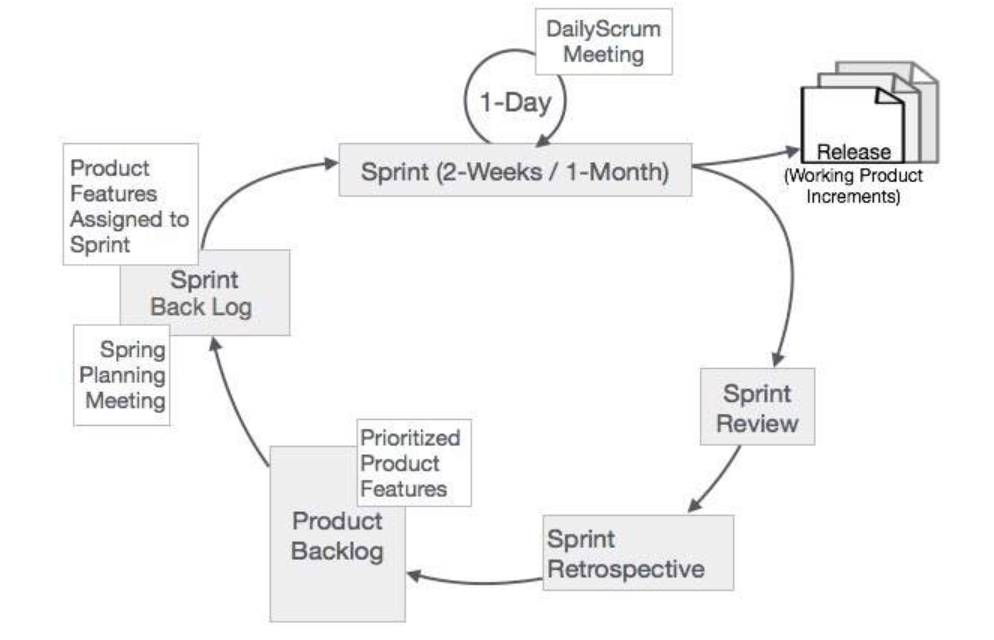 DailyScrum
Meeting
1-Day
Sprint (2-Weeks / 1-Month)
Release
(Working Product
Increments)
Product
Features
Assigned to
Sprint
Sprint
Back Log
Spring
Planning
Meeting
Sprint
Review
Prioritized
Product
Features
Product
Backlog
Sprint
Retrospective